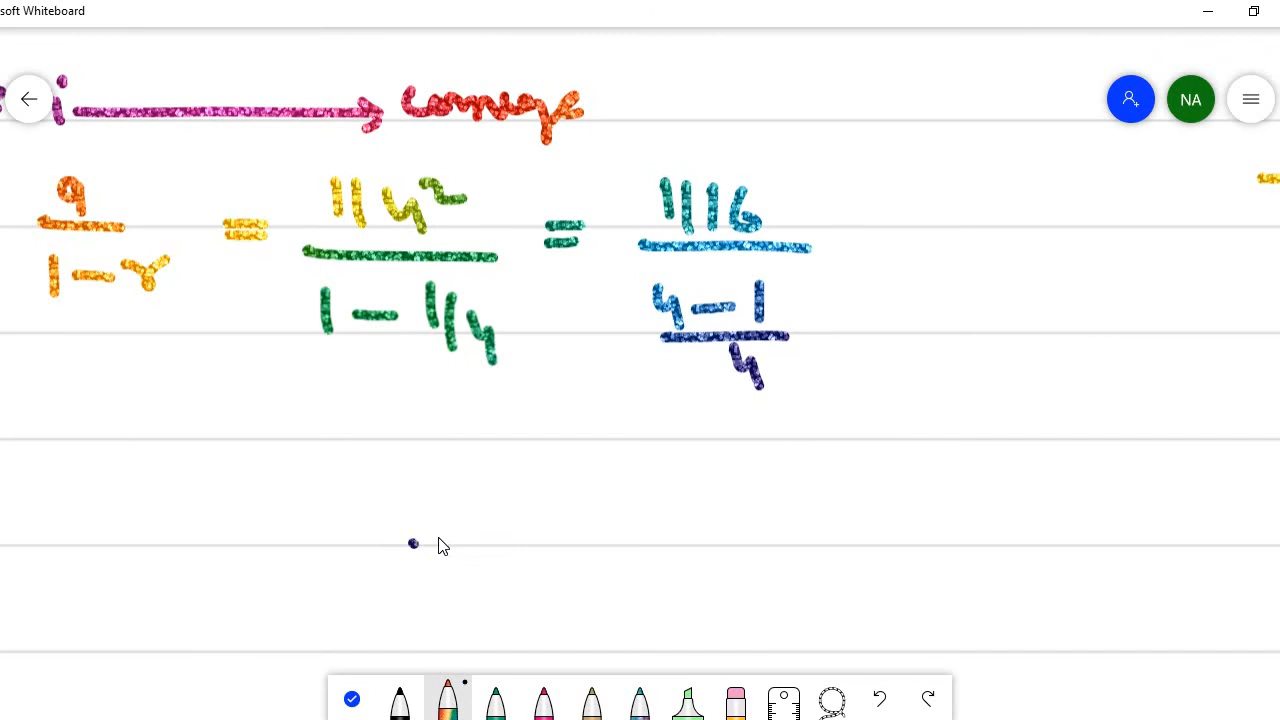 soft Whiteboard
i → converge
NA
a / 1 - r = 1/4² / 1 - 1/4 = 1/16 / 4 - 1 / 4